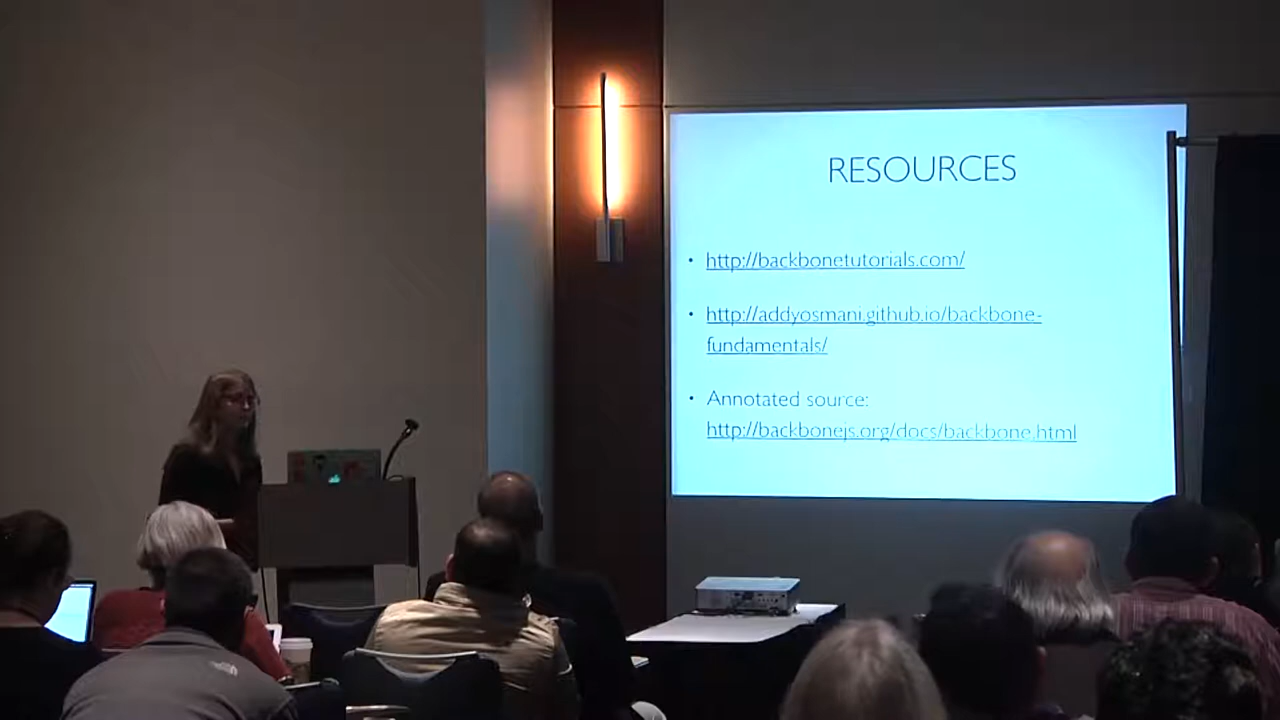 RESOURCES
• http://backbonetutorials.com/
• http://addyosmani.github.io/backbone-
fundamentals/
• Annotated source:
http://backbonejs.org/docs/backbone.html